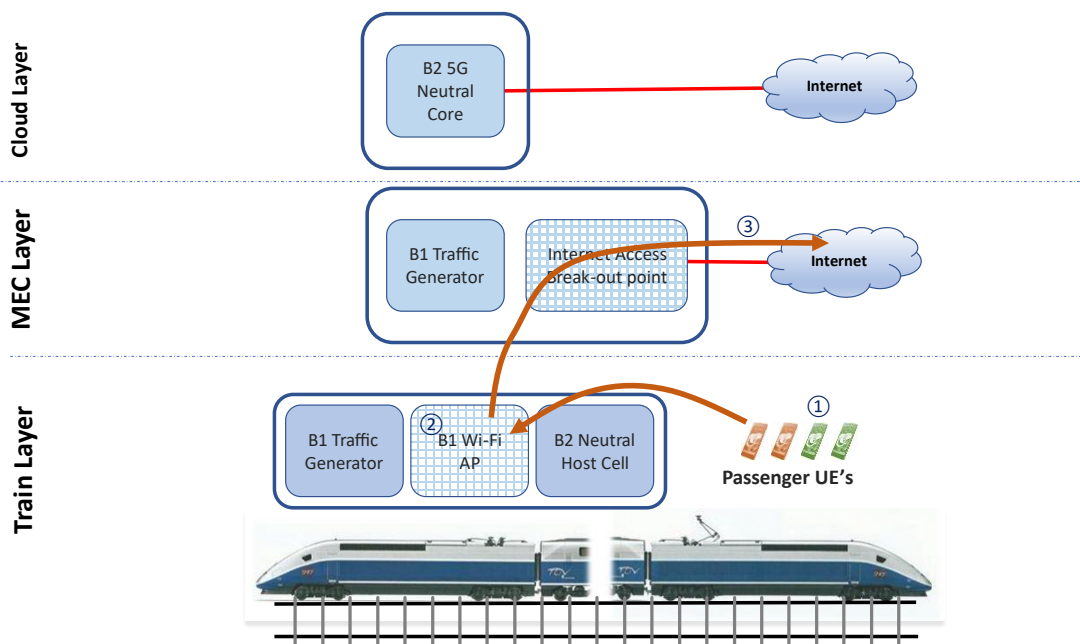 Cloud Layer
B2 5G
Neutral
Core
Internet
MEC Layer
B1 Traffic
Generator
Internet Access
Break-out point
③
Internet
Train Layer
B1 Traffic
Generator
②
B1 Wi-Fi
AP
B2 Neutral
Host Cell
①
Passenger UE's